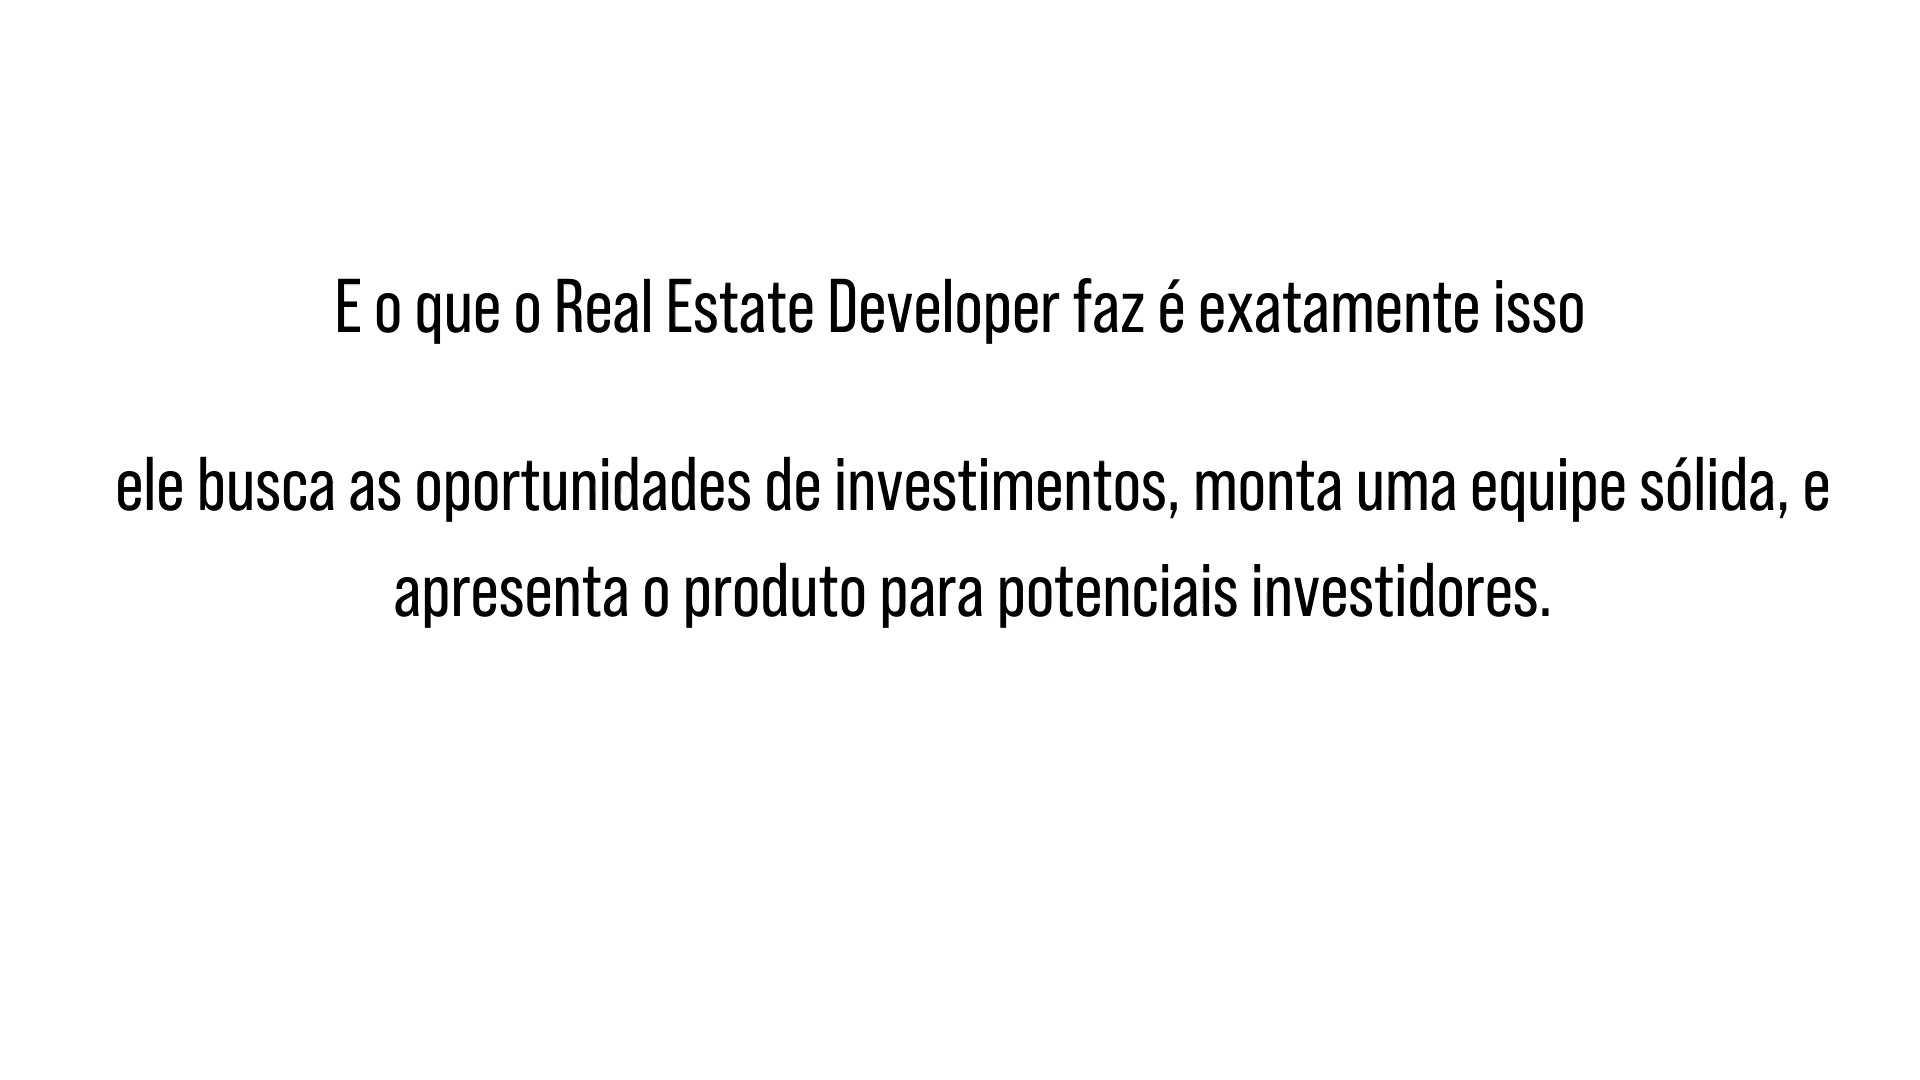 E o que o Real Estate Developer faz é exatamente isso
ele busca as oportunidades de investimentos, monta uma equipe sólida, e
apresenta o produto para potenciais investidores.